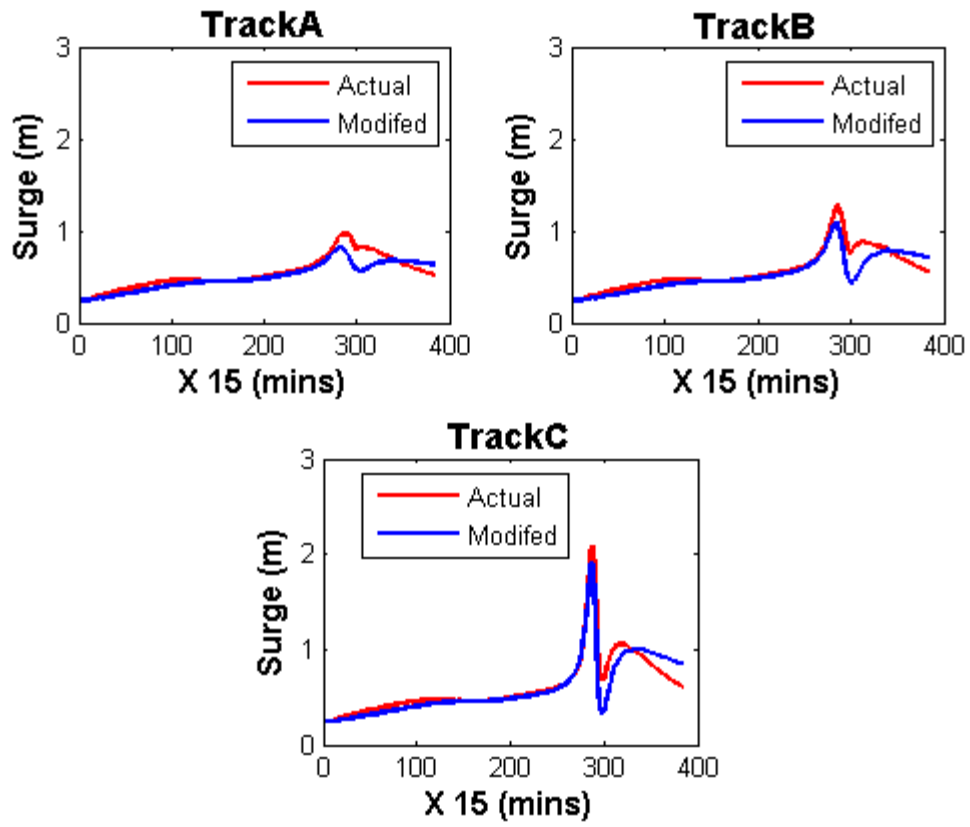 TrackA
3
2
1
0
Surge (m)
Actual
Modifed
0 100 200 300 400
X 15 (mins)
TrackB
3
2
1
0
Surge (m)
Actual
Modifed
0 100 200 300 400
X 15 (mins)
TrackC
3
2
1
0
Surge (m)
Actual
Modifed
0 100 200 300 400
X 15 (mins)